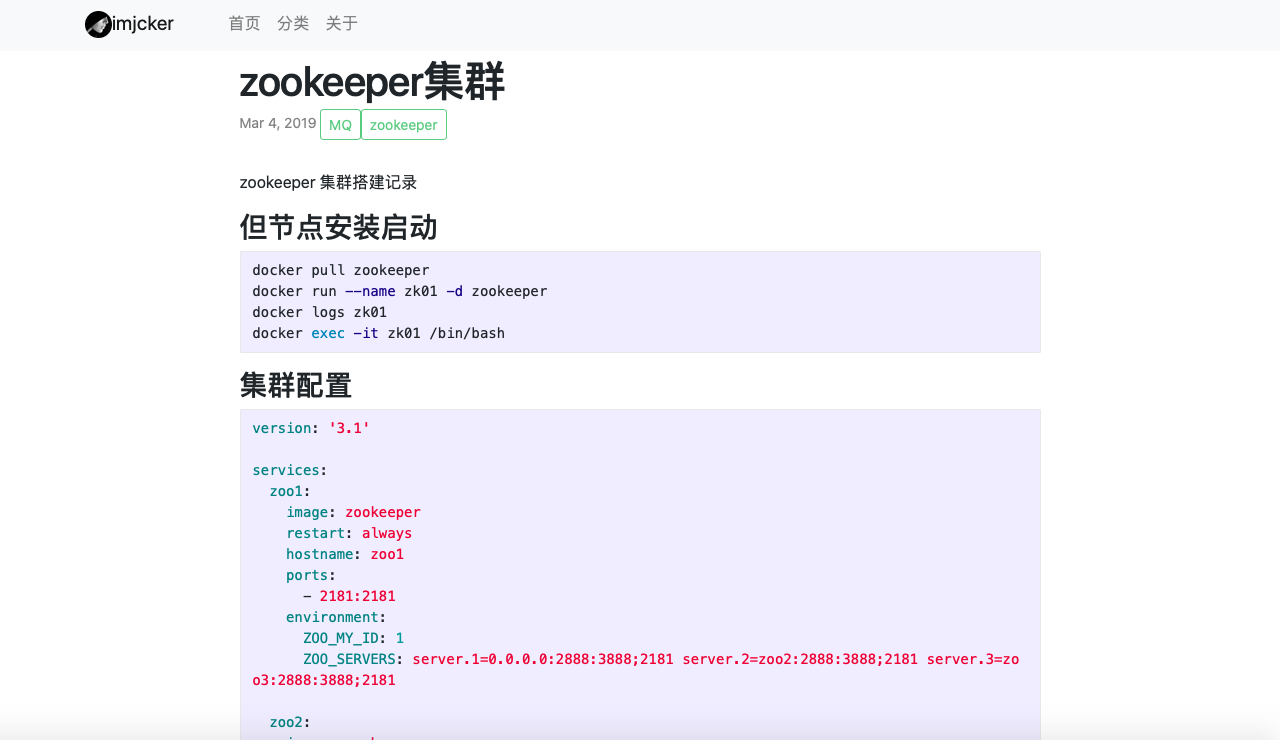 imjcker 首页 分类 关于
zookeeper集群
Mar 4, 2019 MQ zookeeper
zookeeper 集群搭建记录
但节点安装启动
docker pull zookeeper
docker run --name zk01 -d zookeeper
docker logs zk01
docker exec -it zk01 /bin/bash
集群配置
version: '3.1'
services:
zoo1:
image: zookeeper
restart: always
hostname: zoo1
ports:
- 2181:2181
environment:
ZOO_MY_ID: 1
ZOO_SERVERS: server.1=0.0.0.0:2888:3888;2181 server.2=zoo2:2888:3888;2181 server.3=zo
o3:2888:3888;2181
zoo2: